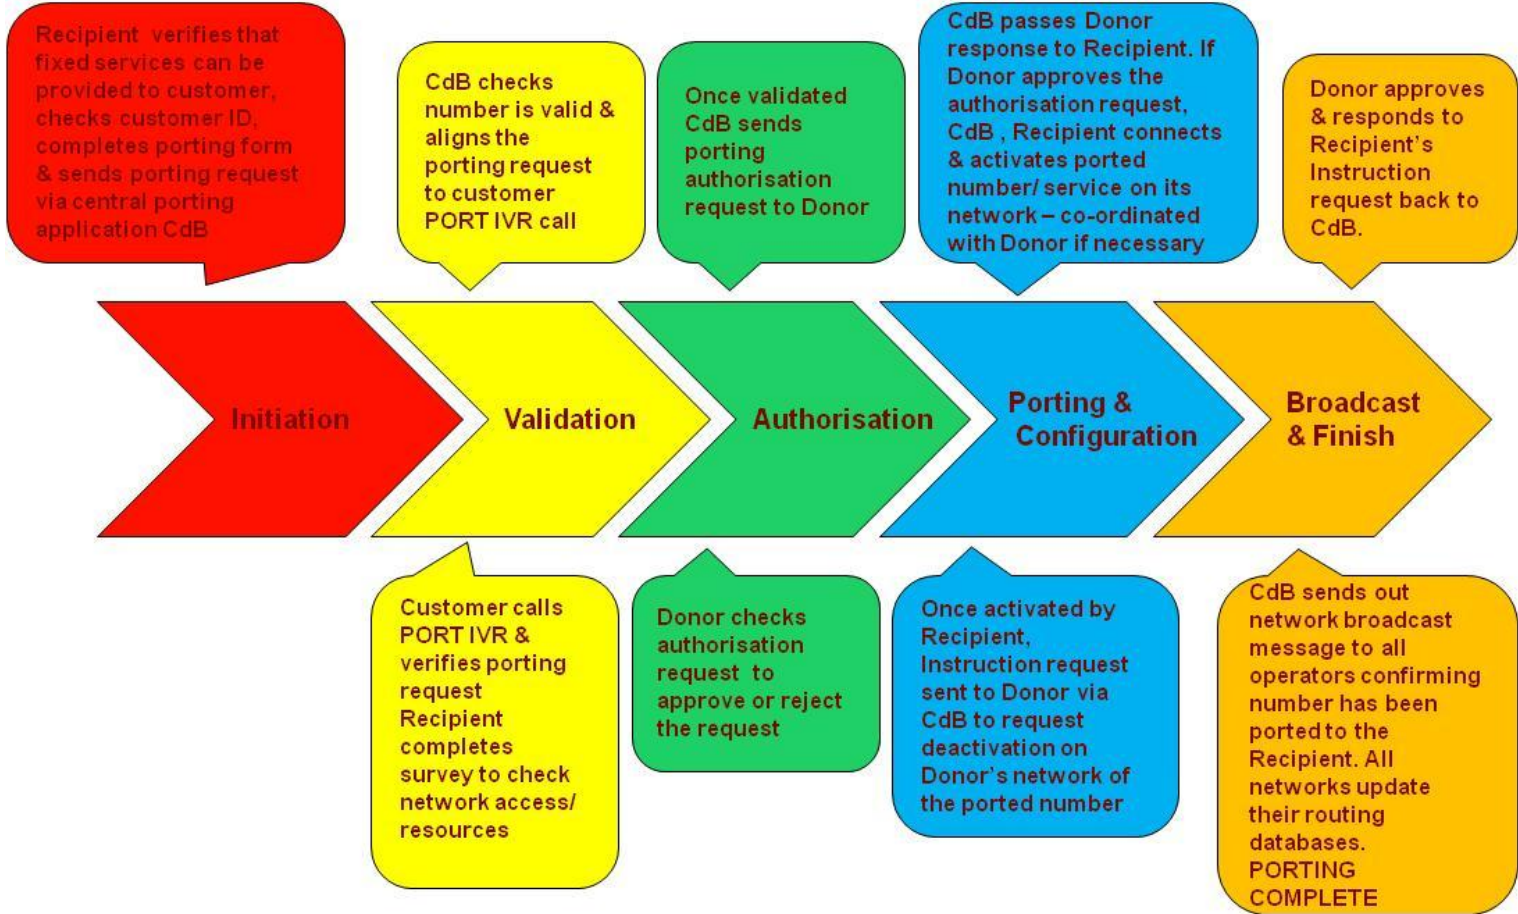 Recipient verifies that
fixed services can be
provided to customer,
checks customer ID,
completes porting form
& sends porting request
via central porting
application CdB
CdB checks
number is valid &
aligns the
porting request
to customer
PORT IVR call
Once validated
CdB sends
porting
authorisation
request to Donor
CdB passes Donor
response to Recipient. If
Donor approves the
authorisation request,
CdB , Recipient connects
& activates ported
number/ service on its
network – co-ordinated
with Donor if necessary
Donor approves
& responds to
Recipient's
Instruction
request back to
CdB.
Initiation
Validation
Authorisation
Porting &
Configuration
Broadcast
& Finish
Customer calls
PORT IVR &
verifies porting
request
Recipient
completes
survey to check
network access/
resources
Donor checks
authorisation
request to
approve or reject
the request
Once activated by
Recipient,
Instruction request
sent to Donor via
CdB to request
deactivation on
Donor's network of
the ported number
CdB sends out
network broadcast
message to all
operators confirming
number has been
ported to the
Recipient. All
networks update
their routing
databases.
PORTING
COMPLETE